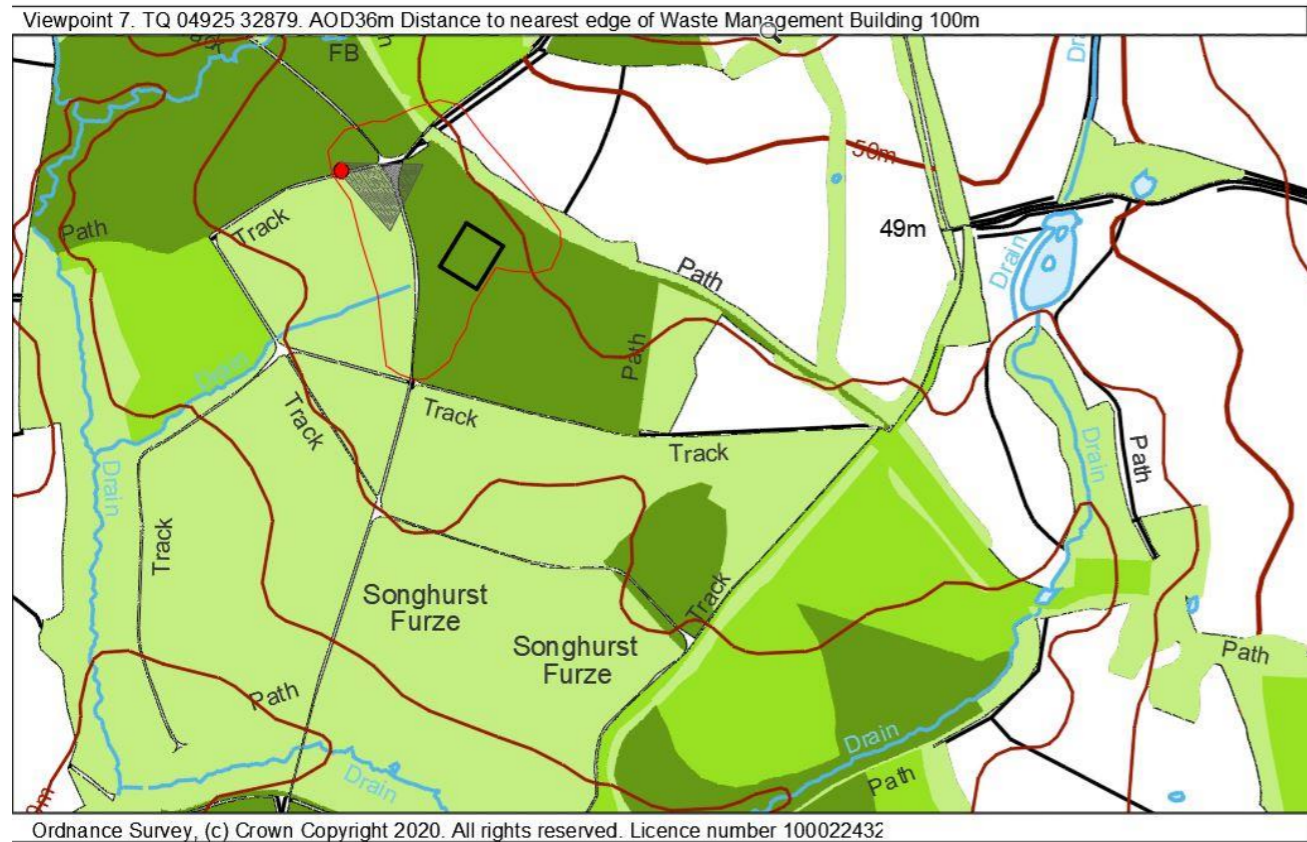 Viewpoint 7. TQ 04925 32879. AOD36m Distance to nearest edge of Waste Management Building 100m
FB
Drain
50m
Path
Track
49m
Drain
Path
Path
Drain
Track
Track
Track
Drain
Path
Drain
Track
Songhurst
Furze
Track
Songhurst
Furze
Path
Path
Drain
Drain
Path
Ordnance Survey, (c) Crown Copyright 2020. All rights reserved. Licence number 100022432